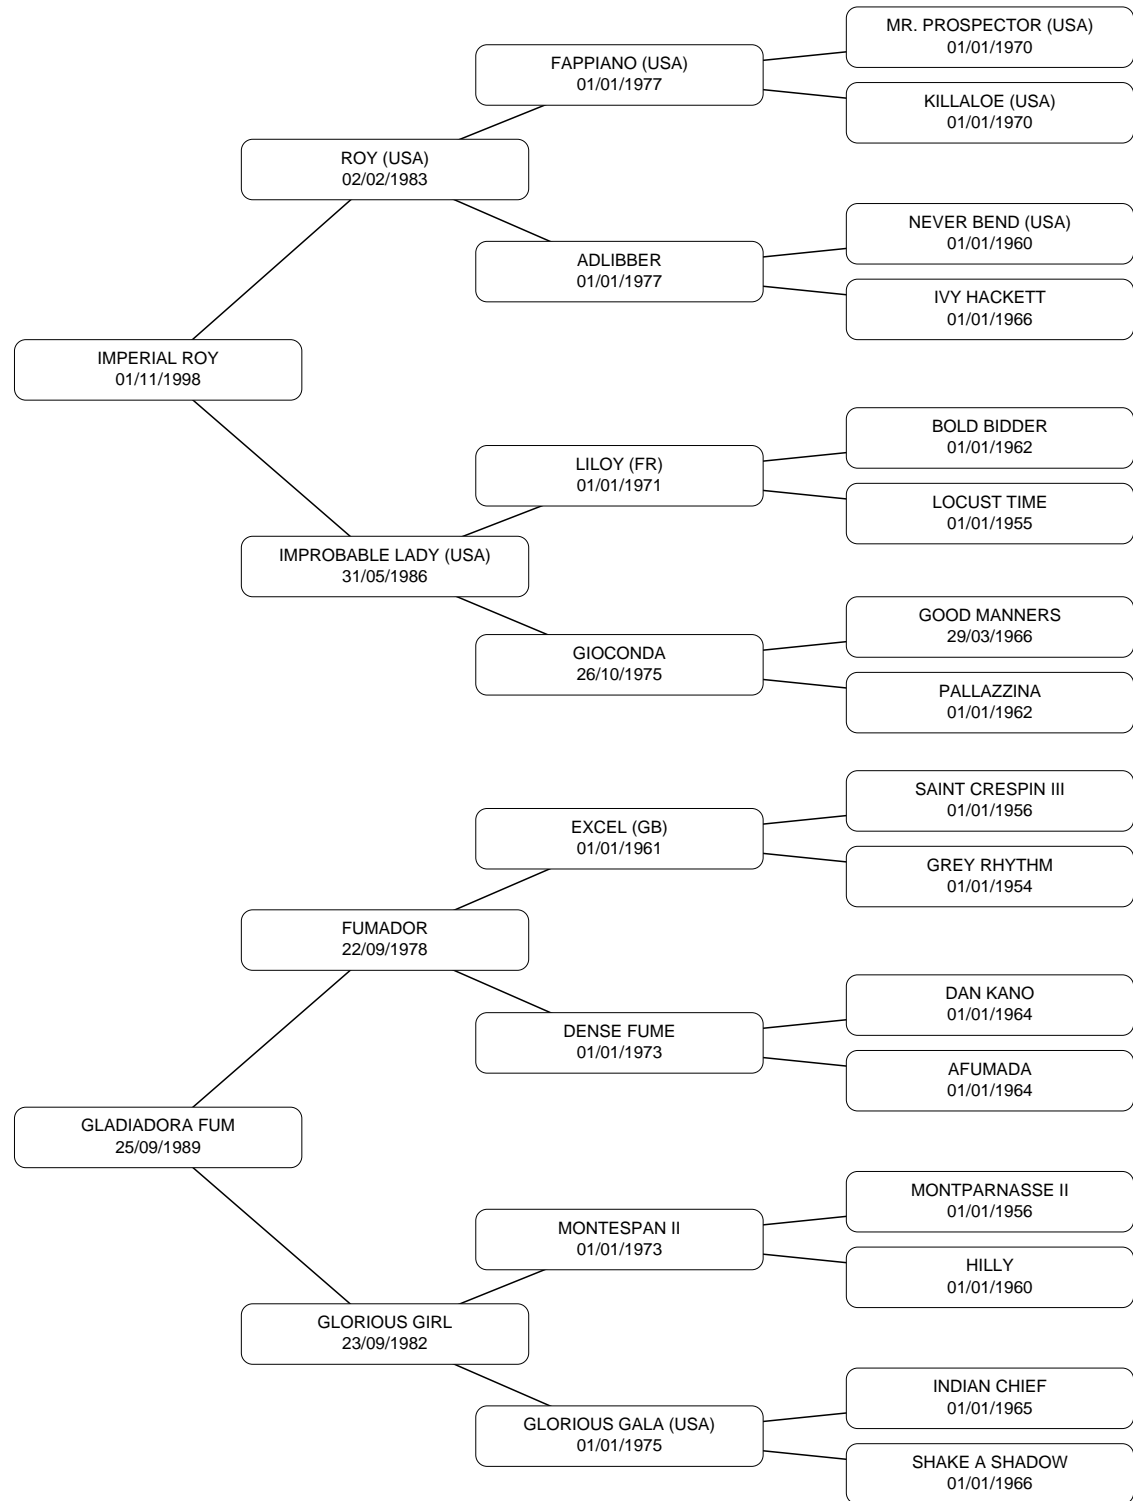 MR. PROSPECTOR (USA)
01/01/1970
FAPPIANO (USA)
01/01/1977
KILLALOE (USA)
01/01/1970
ROY (USA)
02/02/1983
NEVER BEND (USA)
01/01/1960
ADLIBBER
01/01/1977
IVY HACKETT
01/01/1966
IMPERIAL ROY
01/11/1998
BOLD BIDDER
01/01/1962
LILOY (FR)
01/01/1971
LOCUST TIME
01/01/1955
IMPROBABLE LADY (USA)
31/05/1986
GOOD MANNERS
29/03/1966
GIOCONDA
26/10/1975
PALLAZZINA
01/01/1962
SAINT CRESPIN III
01/01/1956
EXCEL (GB)
01/01/1961
GREY RHYTHM
01/01/1954
FUMADOR
22/09/1978
DAN KANO
01/01/1964
DENSE FUME
01/01/1973
AFUMADA
01/01/1964
GLADIADORA FUM
25/09/1989
MONTPARNASSE II
01/01/1956
MONTESPAN II
01/01/1973
HILLY
01/01/1960
GLORIOUS GIRL
23/09/1982
INDIAN CHIEF
01/01/1965
GLORIOUS GALA (USA)
01/01/1975
SHAKE A SHADOW
01/01/1966